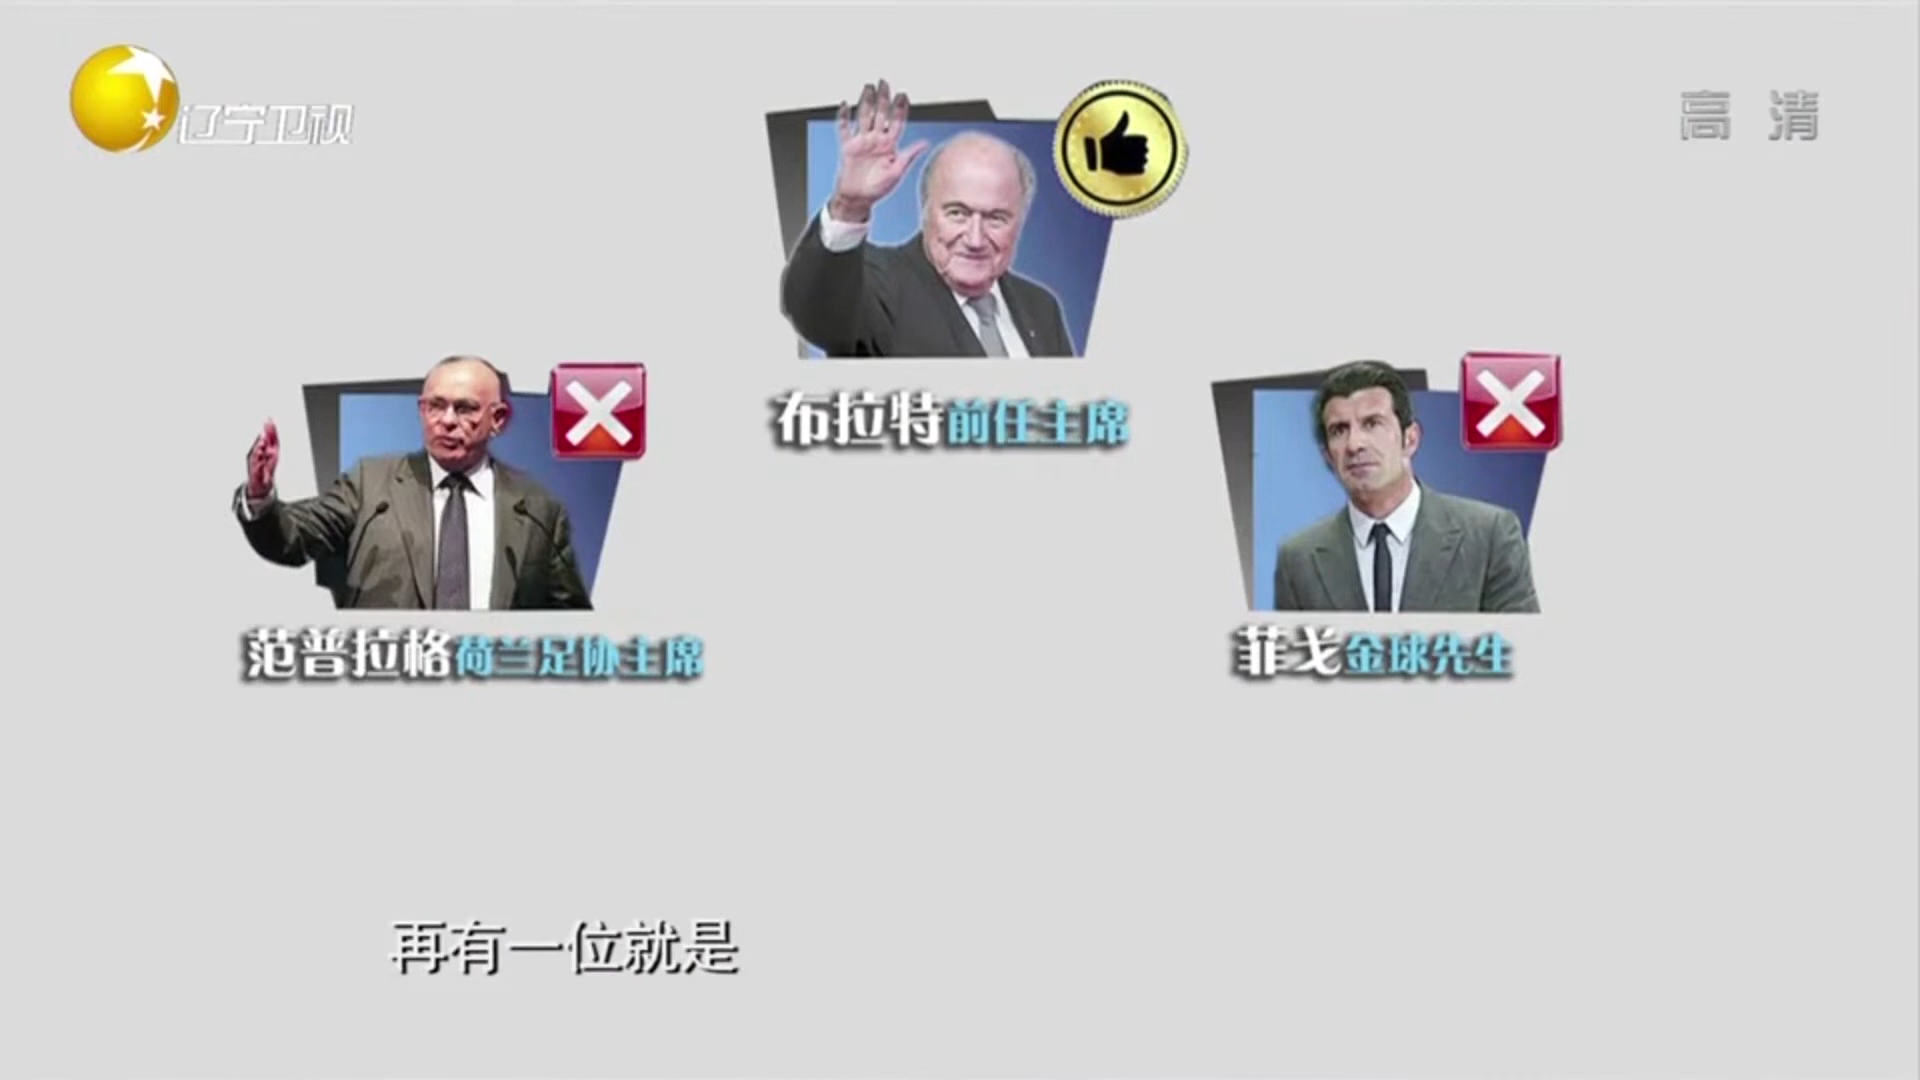 辽宁卫视
高清
布拉特前任主席
范普拉格荷兰足协主席
菲戈金球先生
再有一位就是